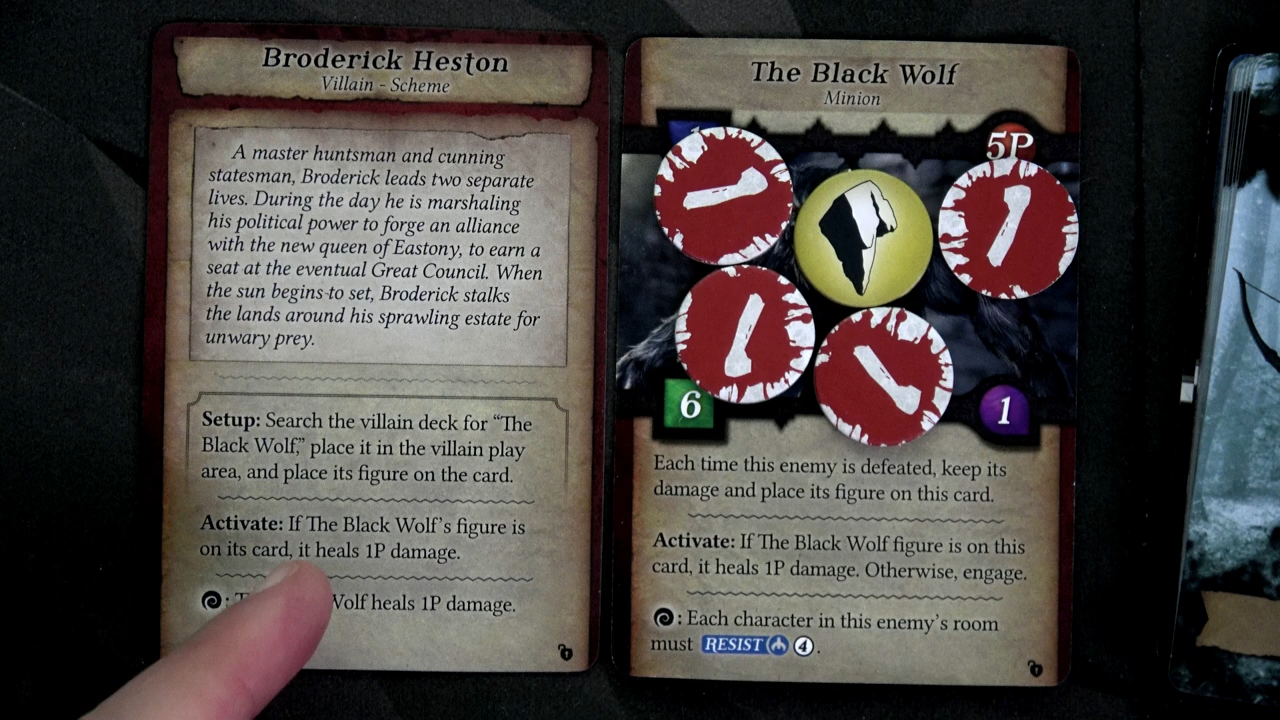 Broderick Heston
Villain - Scheme
A master huntsman and cunning
statesman, Broderick leads two separate
lives. During the day he is marshaling
his political power to forge an alliance
with the new queen of Eastony, to earn a
seat at the eventual Great Council. When
the sun begins to set, Broderick stalks
the lands around his sprawling estate for
unwary prey.
Setup: Search the villain deck for “The
Black Wolf,” place it in the villain play
area, and place its figure on the card.
Activate: If The Black Wolf's figure is
on its card, it heals 1P damage.
: Wolf heals 1P damage.
The Black Wolf
Minion
5P
6
1
Each time this enemy is defeated, keep its
damage and place its figure on this card.
Activate: If The Black Wolf figure is on this
card, it heals 1P damage. Otherwise, engage.
: Each character in this enemy's room
must RESIST 4.